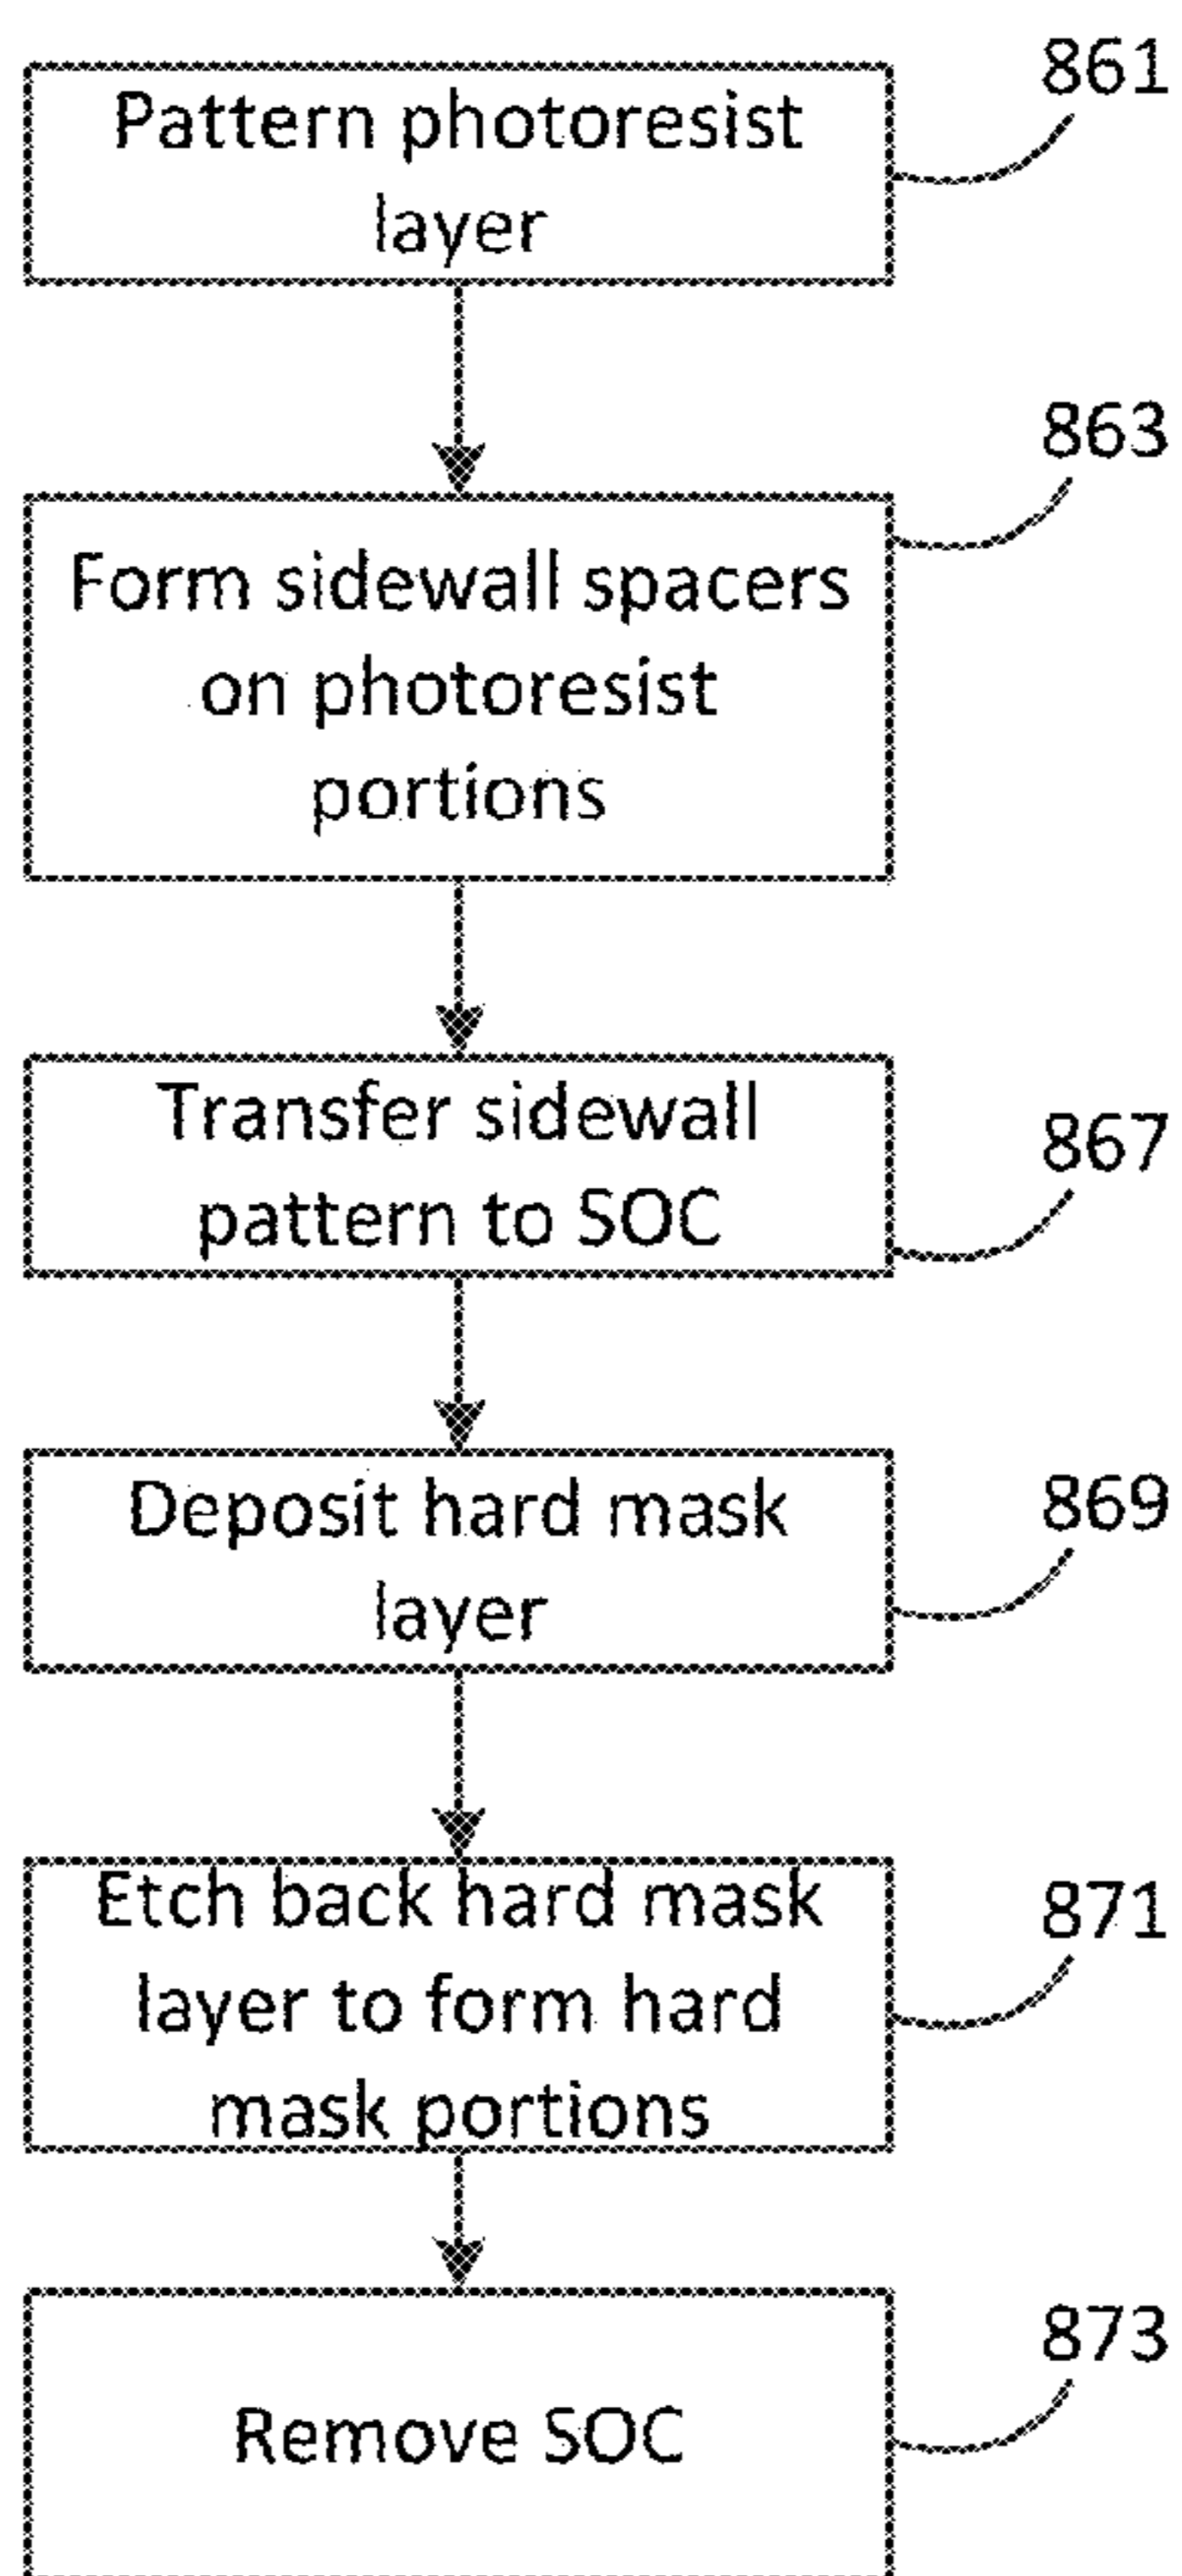 861
Pattern photoresist
layer
863
Form sidewall spacers
on photoresist
portions
Transfer sidewall
867
pattern to SOC
Deposit hard mask
869
layer
Etch back hard mask
871
layer to form hard
mask portions
873
Remove SOC